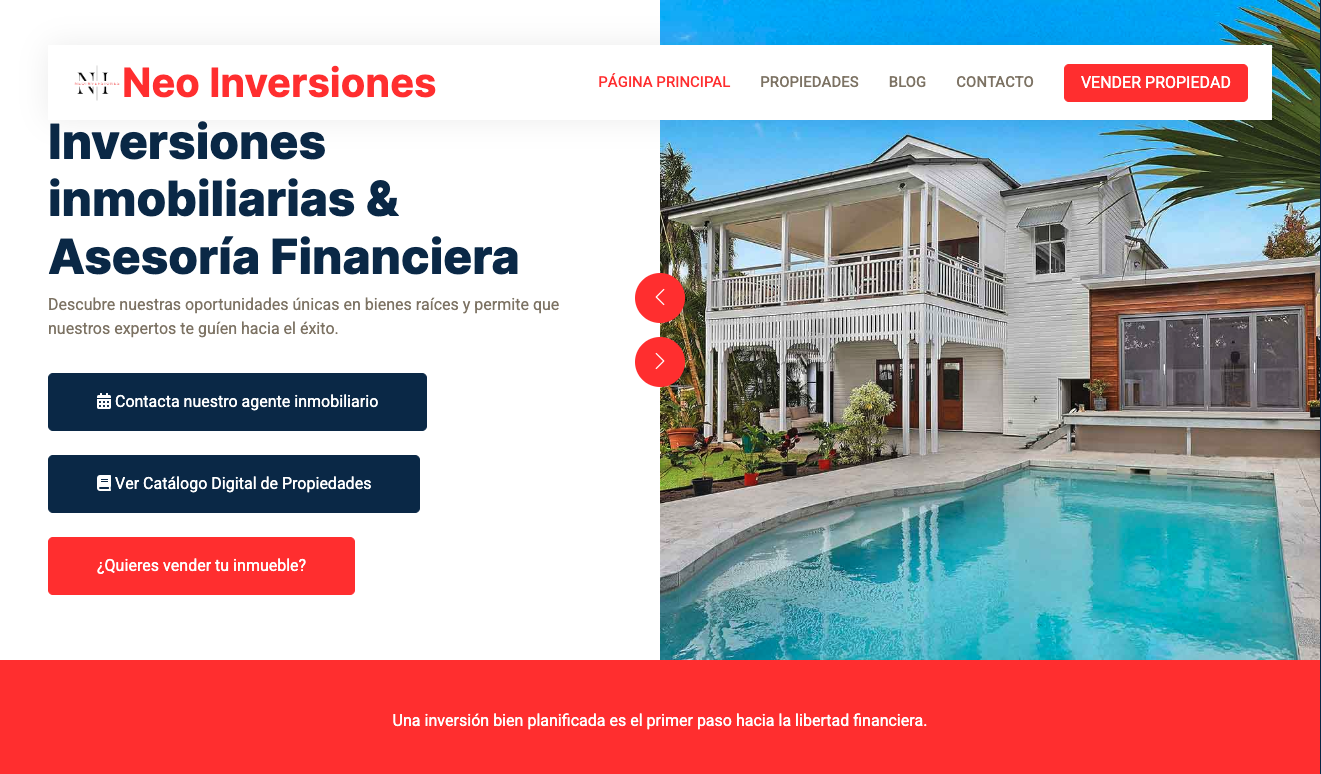 NI
Neo Inversiones
PÁGINA PRINCIPAL
PROPIEDADES
BLOG
CONTACTO
VENDER PROPIEDAD
Inversiones
inmobiliarias &
Asesoría Financiera
Descubre nuestras oportunidades únicas en bienes raíces y permite que
nuestros expertos te guíen hacia el éxito.
Contacta nuestro agente inmobiliario
Ver Catálogo Digital de Propiedades
¿Quieres vender tu inmueble?
Una inversión bien planificada es el primer paso hacia la libertad financiera.